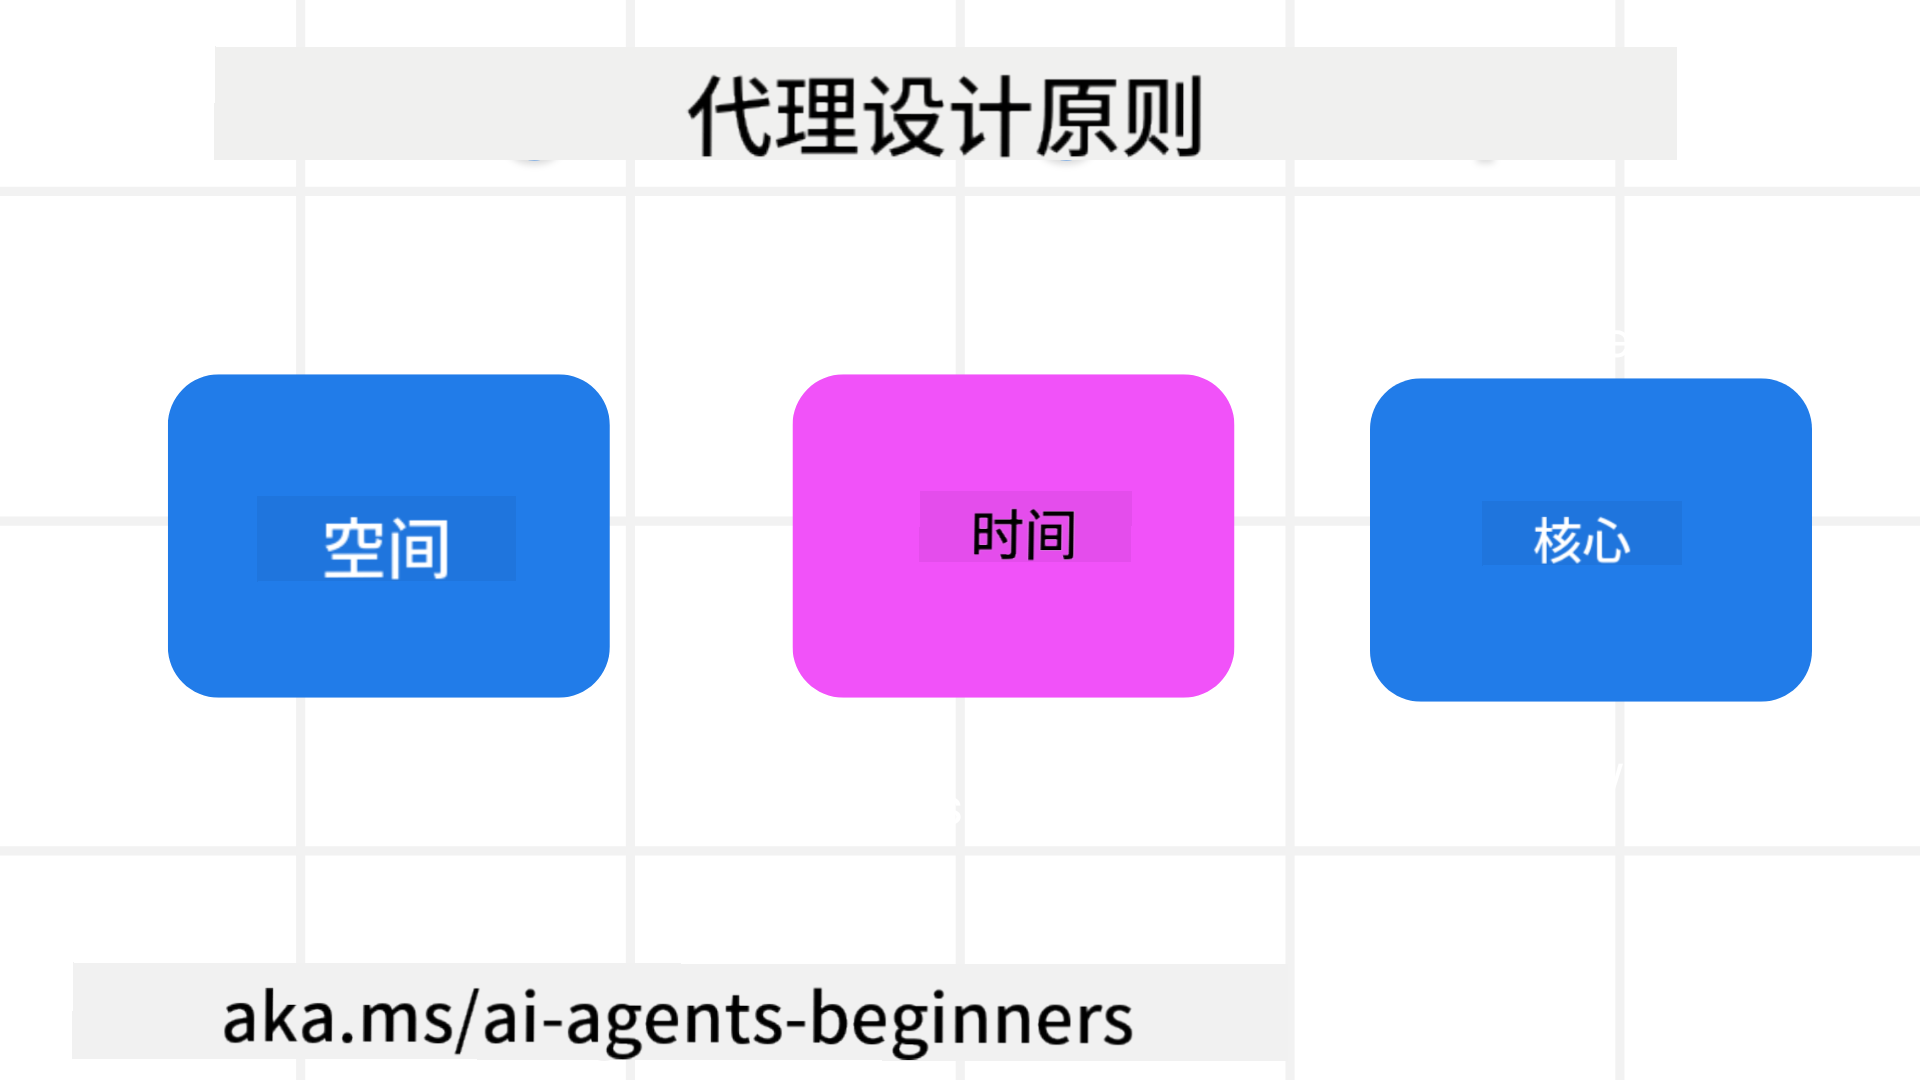 代理设计原则
空间
时间
核心
aka.ms/ai-agents-beginners